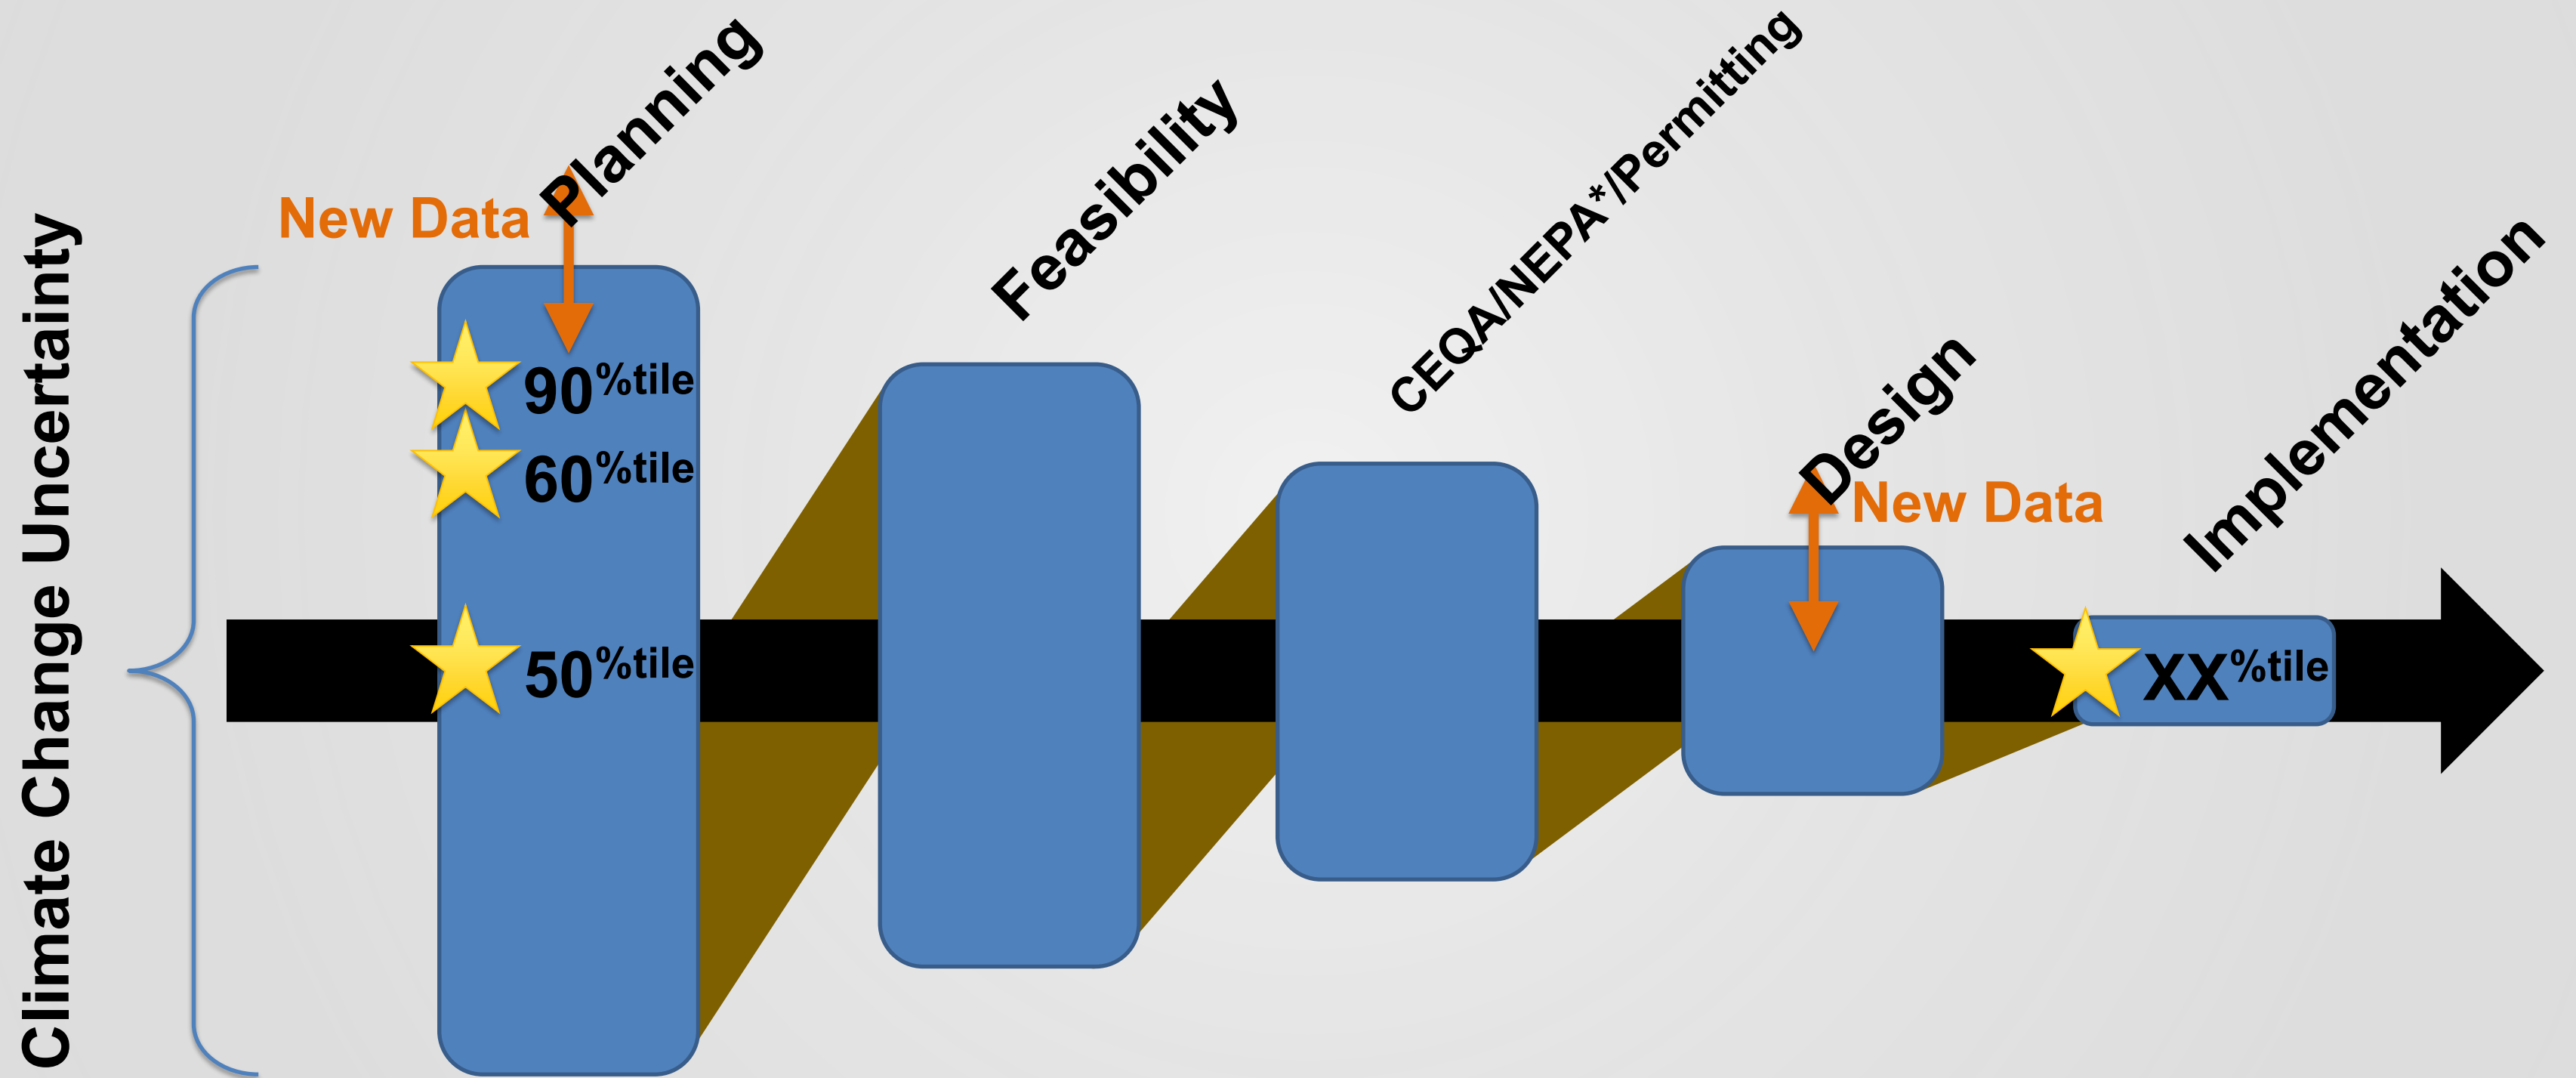 Climate Change Uncertainty
New Data
Planning
90%tile
60%tile
50%tile
Feasibility
CEQA/NEPA*/Permitting
Design
New Data
Implementation
XX%tile